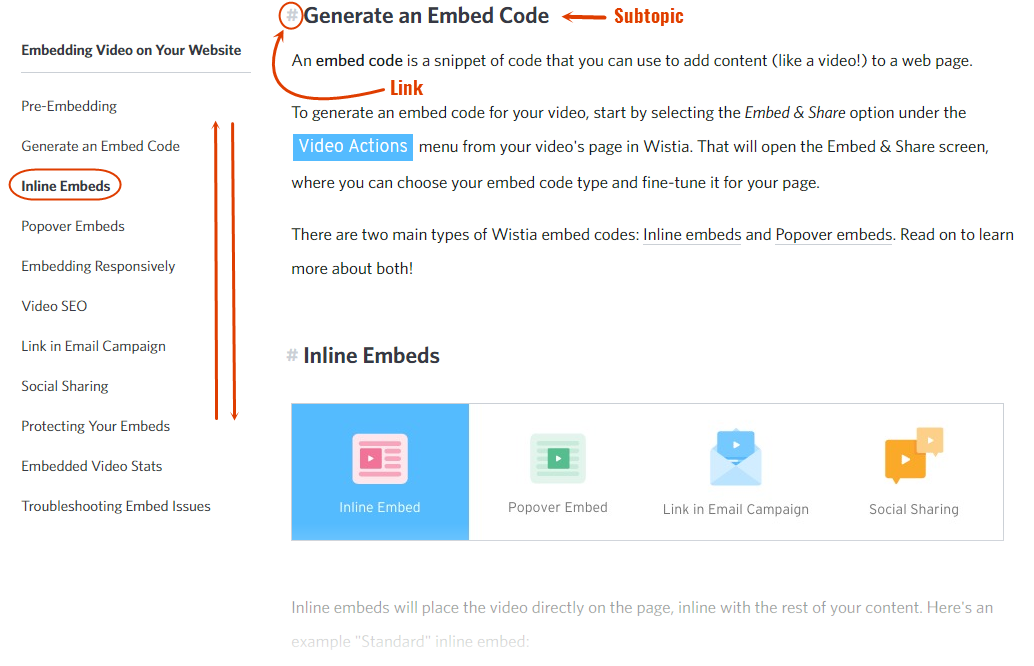 Embedding Video on Your Website
Pre-Embedding
Generate an Embed Code
Inline Embeds
Popover Embeds
Embedding Responsively
Video SEO
Link in Email Campaign
Social Sharing
Protecting Your Embeds
Embedded Video Stats
Troubleshooting Embed Issues
# Generate an Embed Code
Subtopic
An embed code is a snippet of code that you can use to add content (like a video!) to a web page.
Link
To generate an embed code for your video, start by selecting the Embed & Share option under the
Video Actions menu from your video's page in Wistia. That will open the Embed & Share screen,
where you can choose your embed code type and fine-tune it for your page.
There are two main types of Wistia embed codes: Inline embeds and Popover embeds. Read on to learn
more about both!
# Inline Embeds
Inline Embed
Popover Embed
Link in Email Campaign
Social Sharing
Inline embeds will place the video directly on the page, inline with the rest of your content. Here's an
example "Standard" inline embed: